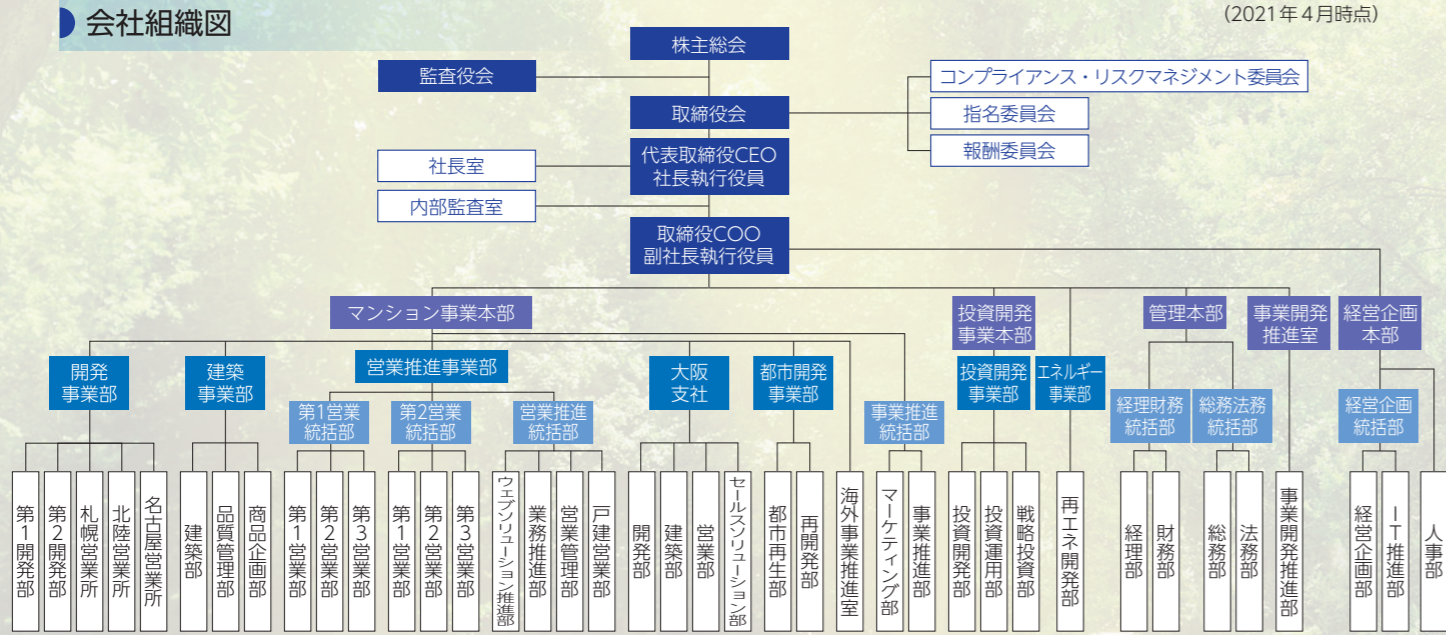 会社組織図
(2021年4月時点)
株主総会
監査役会
コンプライアンス・リスクマネジメント委員会
取締役会
指名委員会
報酬委員会
代表取締役CEO
社長執行役員
社長室
内部監査室
取締役COO
副社長執行役員
マンション事業本部
投資開発
事業本部
管理本部
事業開発
推進室
経営企画
本部
開発
事業部
建築
事業部
営業推進事業部
大阪
支社
都市開発
事業部
投資開発
事業部
エネルギー
事業部
第1営業
統括部
第2営業
統括部
営業推進
統括部
事業推進
統括部
経理財務
統括部
総務法務
統括部
経営企画
統括部
第1開発部
第2開発部
札幌営業所
北陸営業所
名古屋営業所
建築部
品質管理部
商品企画部
第1営業部
第2営業部
第3営業部
第1営業部
第2営業部
第3営業部
ウェブソリューション推進部
業務推進部
営業管理部
戸建営業部
開発部
建築部
営業部
セールスソリューション部
都市再生部
再開発部
海外事業推進室
マーケティング部
事業推進部
投資開発部
投資運用部
戦略投資部
再エネ開発部
経理部
財務部
総務部
法務部
事業開発推進部
経営企画部
IT推進部
人事部